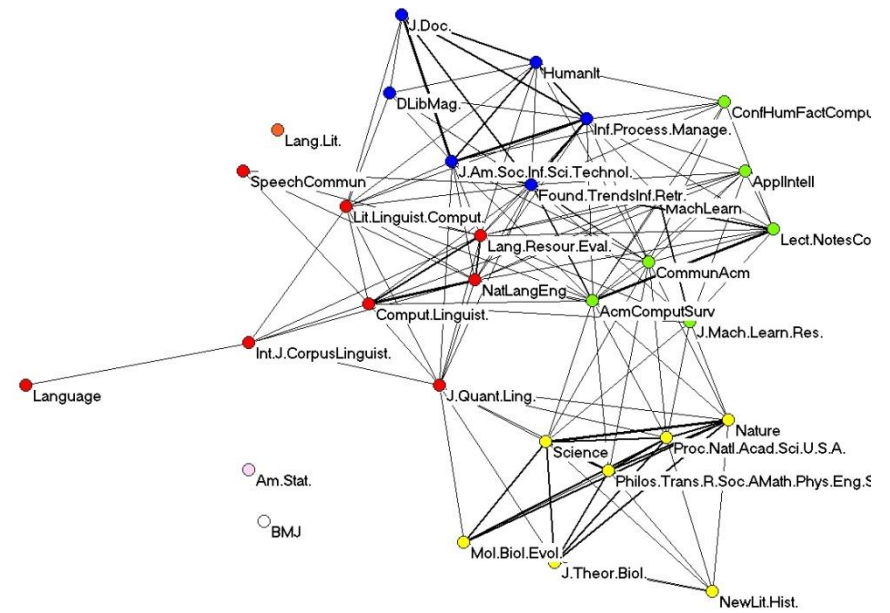 J.Doc.
HumanIt
DLibMag.
ConfHumFactCompu
Inf.Process.Manage.
Lang.Lit.
J.Am.Soc.Inf.Sci.Technol.
ApplIntell
SpeechCommun
Found.TrendsInf.Retr.
MachLearn
Lit.Linguist.Comput.
Lect.NotesCo
Lang.Resour.Eval.
CommunAcm
NatLangEng
AcmComputSurv
Comput.Linguist.
J.Mach.Learn.Res.
Int.J.CorpusLinguist.
Language
J.Quant.Ling.
Nature
Science
Proc.Natl.Acad.Sci.U.S.A.
Am.Stat.
Philos.Trans.R.Soc.AMath.Phys.Eng.S
BMJ
Mol.Biol.Evol.
J.Theor.Biol.
NewLit.Hist.